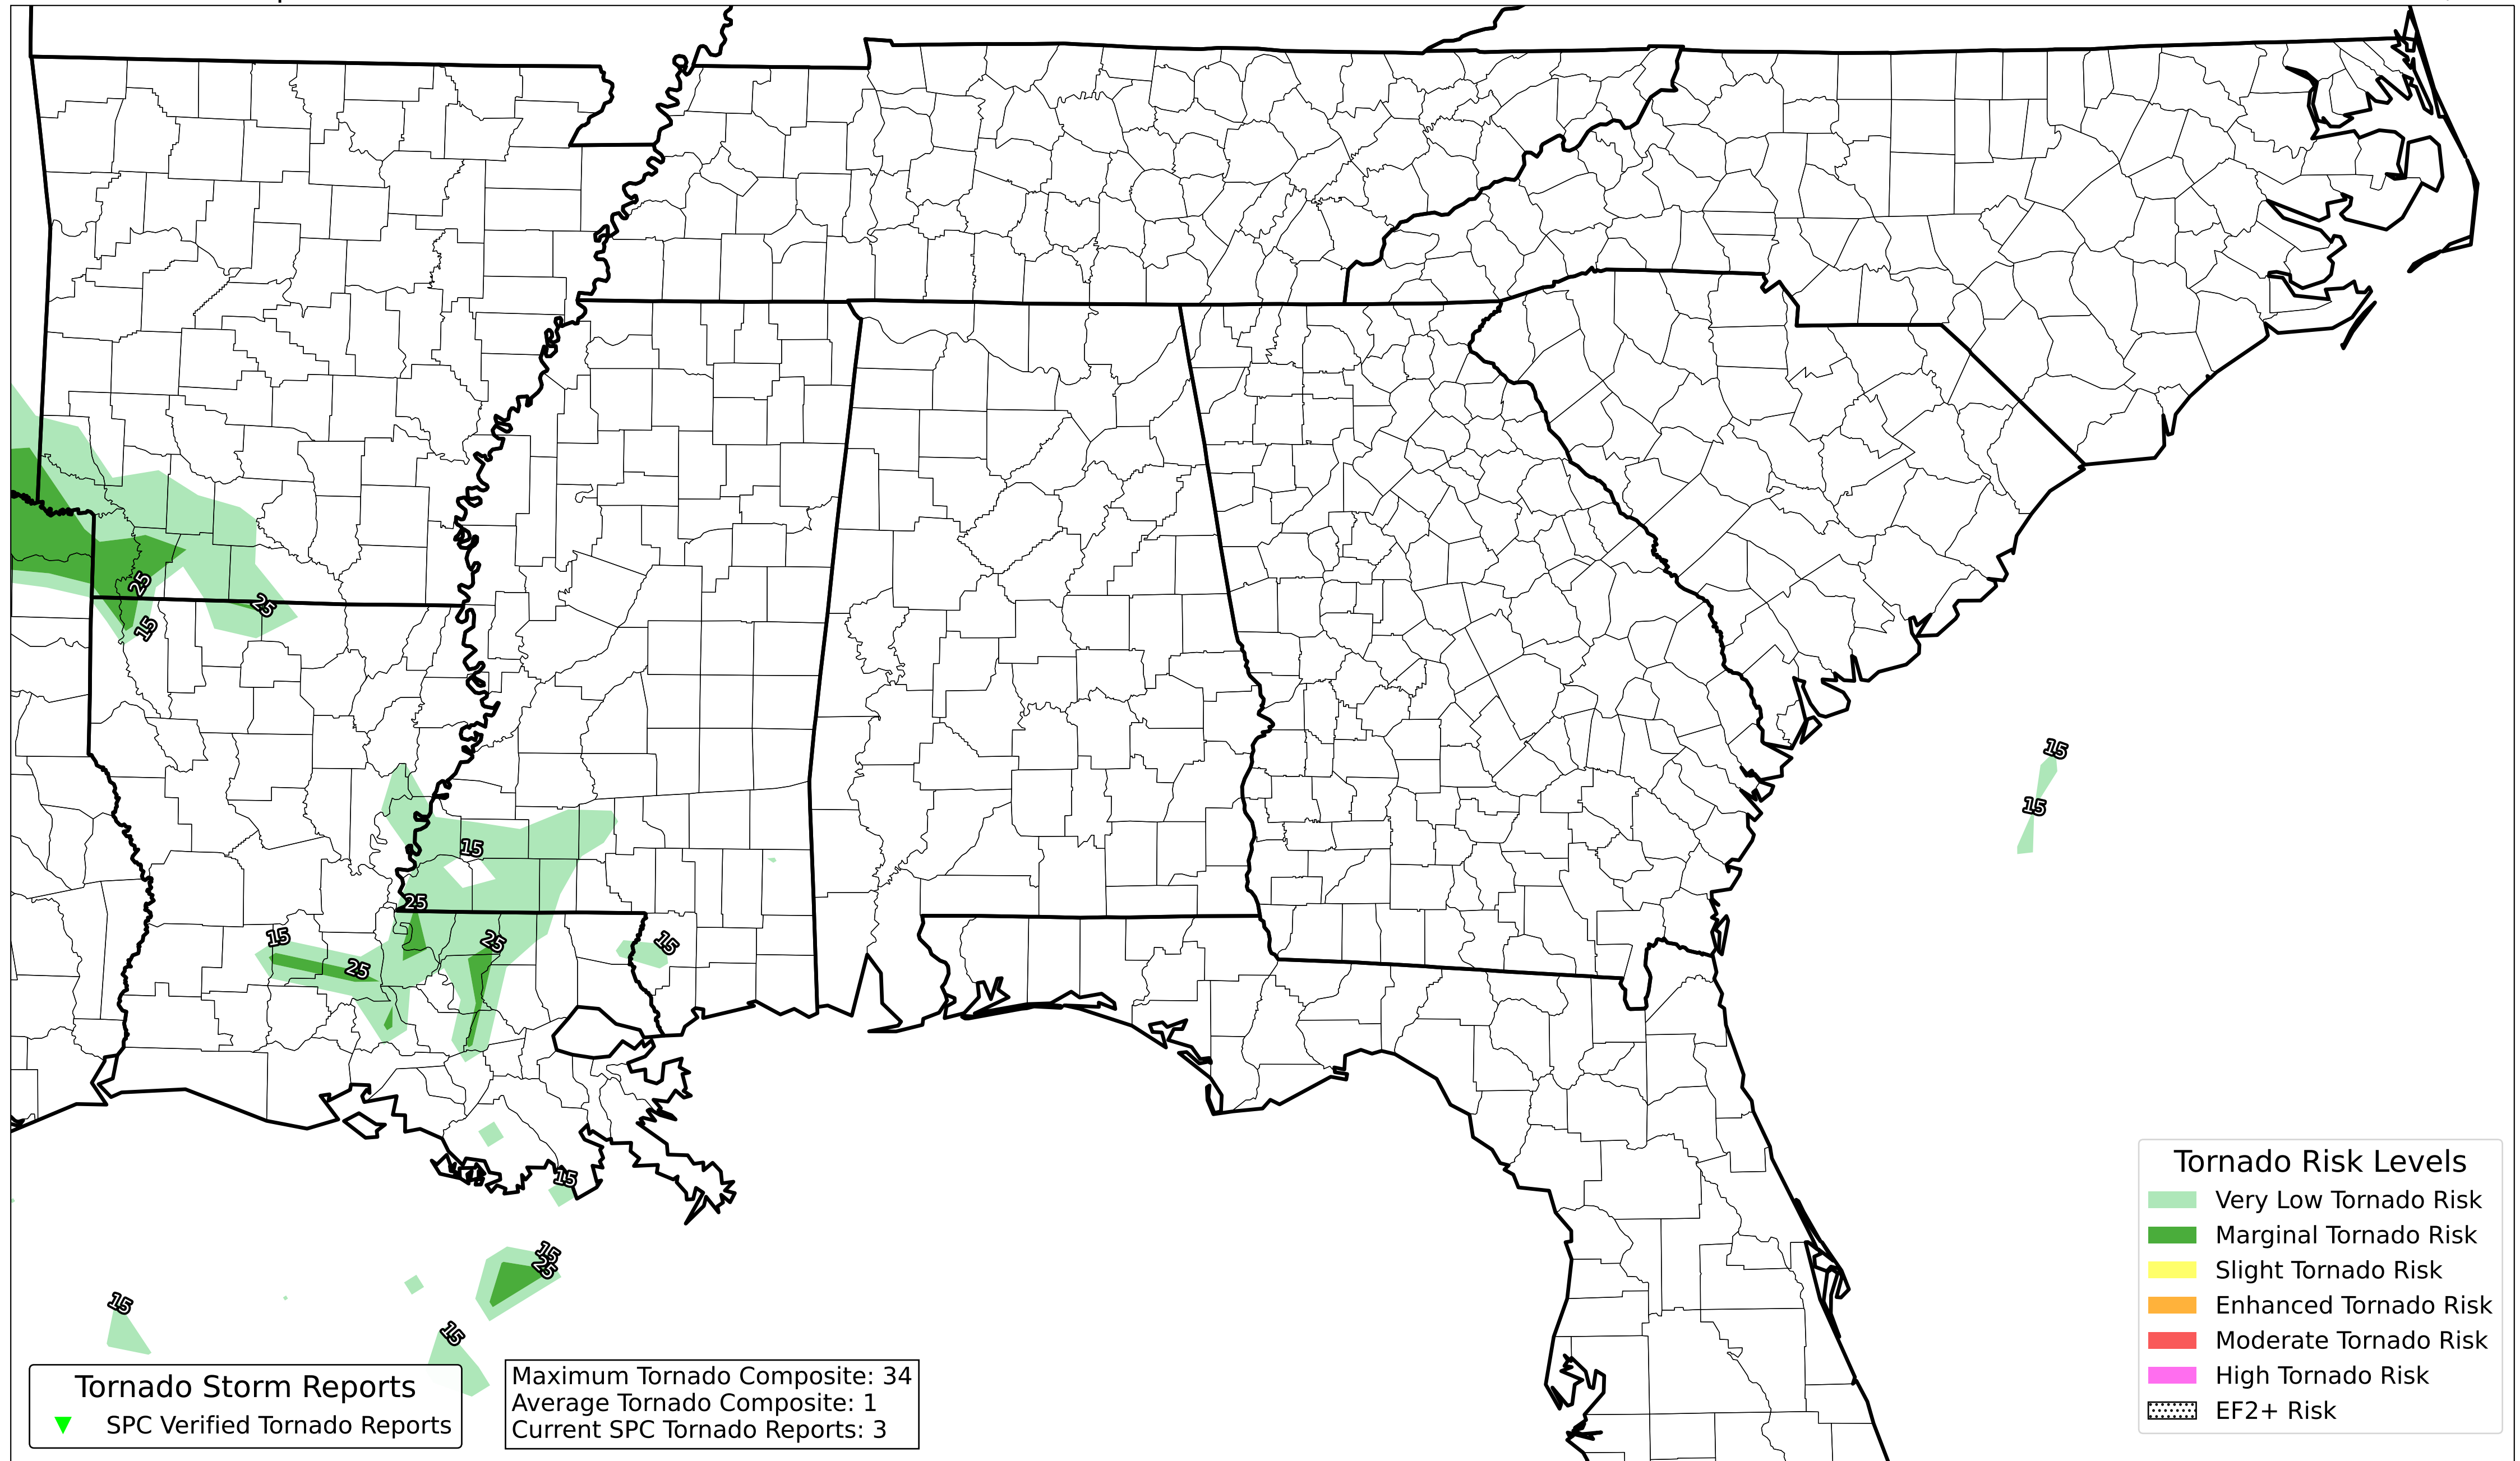 25
25
15
15
15
15
25
15
25
15
25
15
15
25
15
15
Tornado Storm Reports
SPC Verified Tornado Reports
Maximum Tornado Composite: 34
Average Tornado Composite: 1
Current SPC Tornado Reports: 3
Tornado Risk Levels
Very Low Tornado Risk
Marginal Tornado Risk
Slight Tornado Risk
Enhanced Tornado Risk
Moderate Tornado Risk
High Tornado Risk
EF2+ Risk